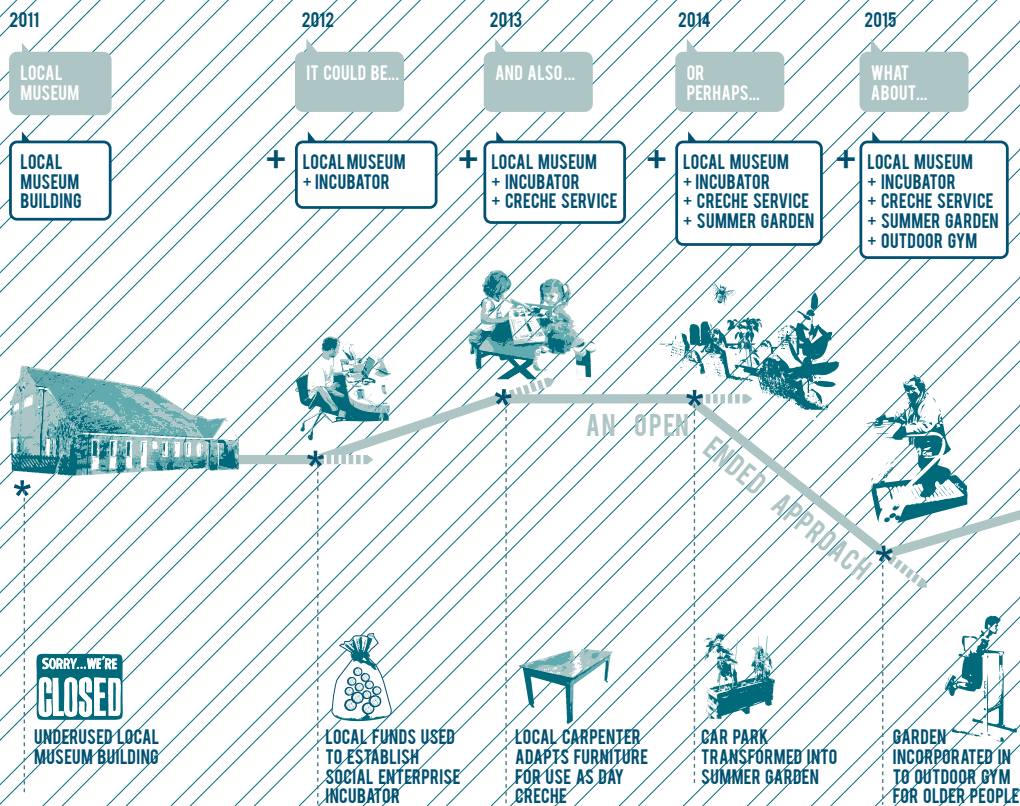 2011
2012
2013
2014
2015
LOCAL
MUSEUM
IT COULD BE...
AND ALSO...
OR
PERHAPS...
WHAT
ABOUT...
LOCAL
MUSEUM
BUILDING
+
LOCAL MUSEUM
+ INCUBATOR
+
LOCAL MUSEUM
+ INCUBATOR
+ CRECHE SERVICE
+
LOCAL MUSEUM
+ INCUBATOR
+ CRECHE SERVICE
+ SUMMER GARDEN
+
LOCAL MUSEUM
+ INCUBATOR
+ CRECHE SERVICE
+ SUMMER GARDEN
+ OUTDOOR GYM
AN OPEN
ENDED APPROACH
SORRY...WE'RE
CLOSED
UNDERUSED LOCAL
MUSEUM BUILDING
LOCAL FUNDS USED
TO ESTABLISH
SOCIAL ENTERPRISE
INCUBATOR
LOCAL CARPENTER
ADAPTS FURNITURE
FOR USE AS DAY
CRECHE
CAR PARK
TRANSFORMED INTO
SUMMER GARDEN
GARDEN
INCORPORATED IN
TO OUTDOOR GYM
FOR OLDER PEOPLE